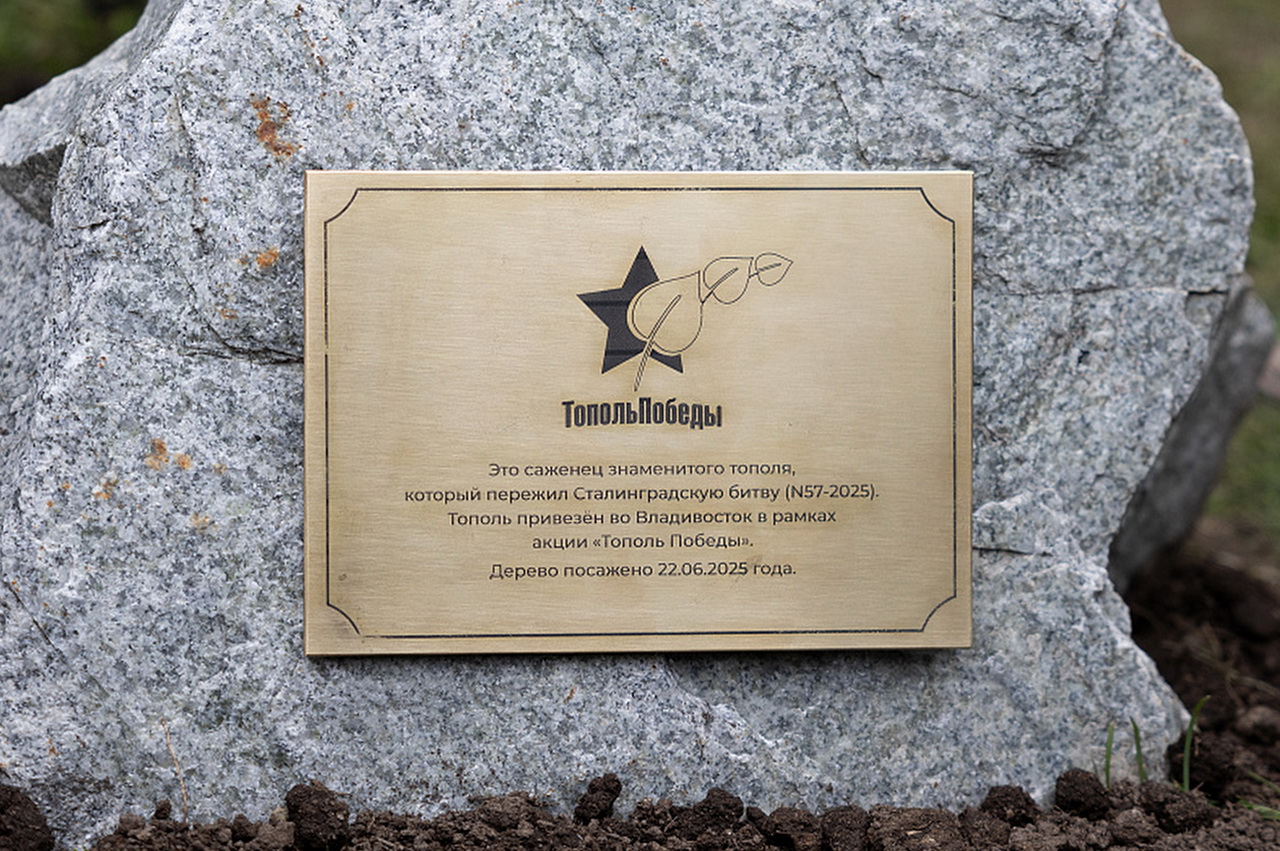 ТопольПобеды
Это саженец знаменитого тополя,
который пережил Сталинградскую битву (N57-2025).
Тополь привезён во Владивосток в рамках
акции «Тополь Победы».
Дерево посажено 22.06.2025 года.